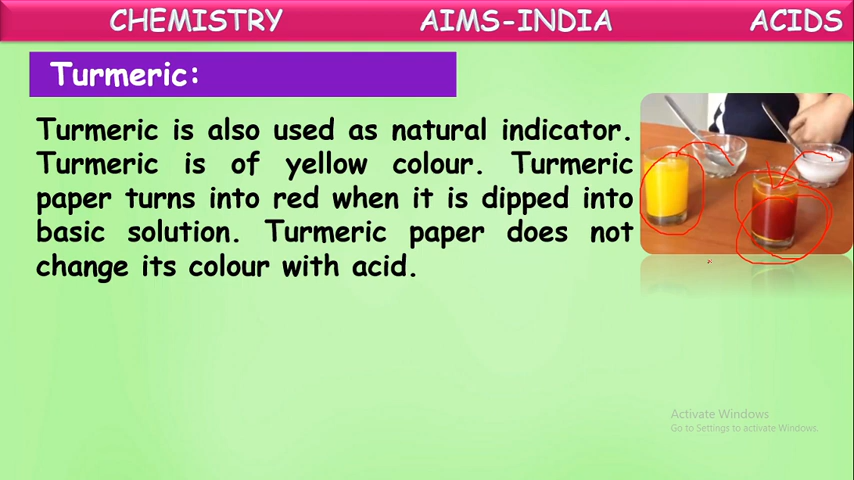 CHEMISTRY AIMS-INDIA ACIDS
Turmeric:
Turmeric is also used as natural indicator.
Turmeric is of yellow colour. Turmeric
paper turns into red when it is dipped into
basic solution. Turmeric paper does not
change its colour with acid.
Activate Windows
Go to Settings to activate Windows.